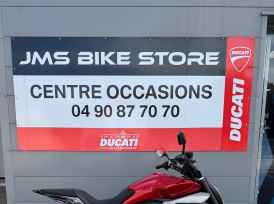 JMS BIKE STORE
DUCATI
CENTRE OCCASIONS
04 90 87 70 70
DUCATI
DUCATI